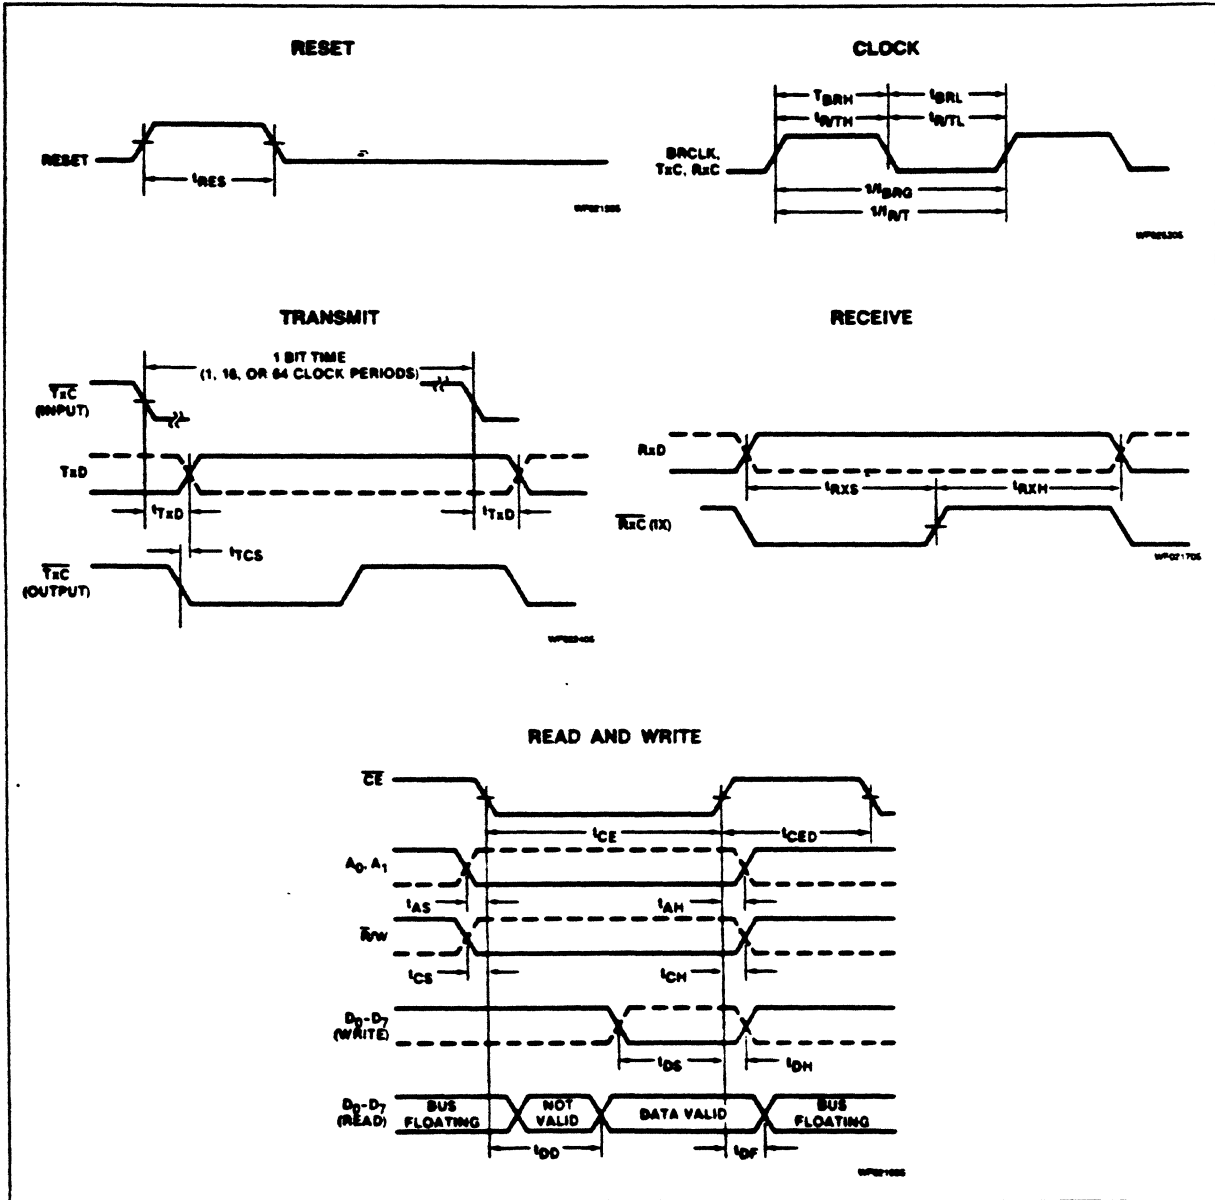 RESET
RESET
tRES
CLOCK
TBRH
tBRL
tR/TH
tR/TL
BRCLK,
TxC, RxC
1/fBRG
1/fR/T
TRANSMIT
1 BIT TIME
(1, 16, OR 64 CLOCK PERIODS)
TxC
(INPUT)
TxD
tTxD
tTxD
tTCS
TxC
(OUTPUT)
RECEIVE
RxD
tRXS
tRXH
RxC (1X)
READ AND WRITE
CE
tCE
tCED
A0, A1
tAS
tAH
R/W
tCS
tCH
D0-D7
(WRITE)
tDS
tDH
D0-D7
(READ)
BUS
FLOATING
NOT
VALID
DATA VALID
BUS
FLOATING
tDD
tDF